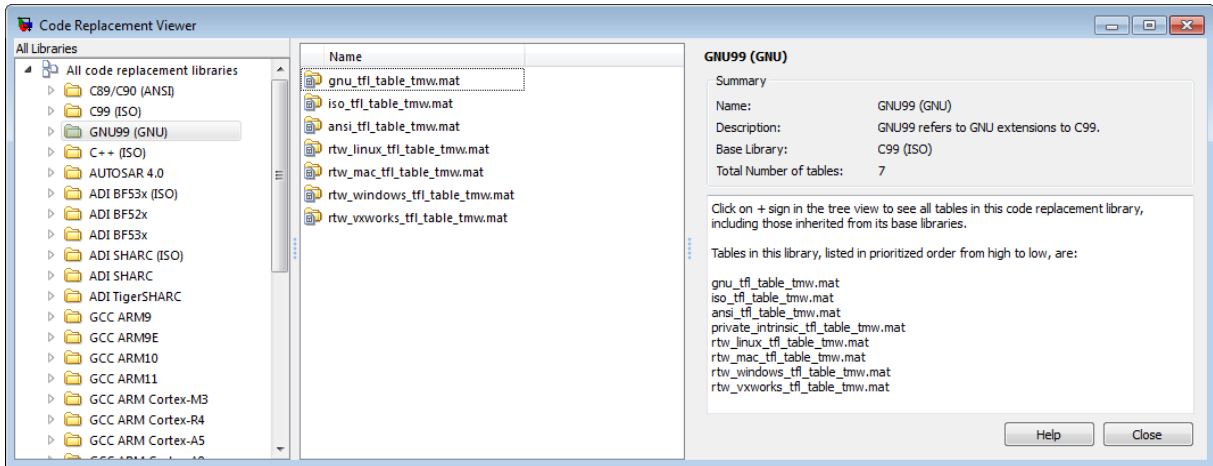 Code Replacement Viewer
All Libraries
All code replacement libraries
C89/C90 (ANSI)
C99 (ISO)
GNU99 (GNU)
C++ (ISO)
AUTOSAR 4.0
ADI BF53x (ISO)
ADI BF52x
ADI BF53x
ADI SHARC (ISO)
ADI SHARC
ADI TigerSHARC
GCC ARM9
GCC ARM9E
GCC ARM10
GCC ARM11
GCC ARM Cortex-M3
GCC ARM Cortex-R4
GCC ARM Cortex-A5
Name
gnu_tfl_table_tmw.mat
iso_tfl_table_tmw.mat
ansi_tfl_table_tmw.mat
rtw_linux_tfl_table_tmw.mat
rtw_mac_tfl_table_tmw.mat
rtw_windows_tfl_table_tmw.mat
rtw_vxworks_tfl_table_tmw.mat
GNU99 (GNU)
Summary
Name: GNU99 (GNU)
Description: GNU99 refers to GNU extensions to C99.
Base Library: C99 (ISO)
Total Number of tables: 7
Click on + sign in the tree view to see all tables in this code replacement library,
including those inherited from its base libraries.
Tables in this library, listed in prioritized order from high to low, are:
gnu_tfl_table_tmw.mat
iso_tfl_table_tmw.mat
ansi_tfl_table_tmw.mat
private_intrinsic_tfl_table_tmw.mat
rtw_linux_tfl_table_tmw.mat
rtw_mac_tfl_table_tmw.mat
rtw_windows_tfl_table_tmw.mat
rtw_vxworks_tfl_table_tmw.mat
Help Close